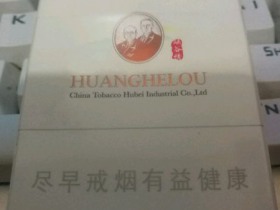 HUANGHELOU
China Tobacco Hubei Industrial Co.,Ltd
尽早戒烟有益健康